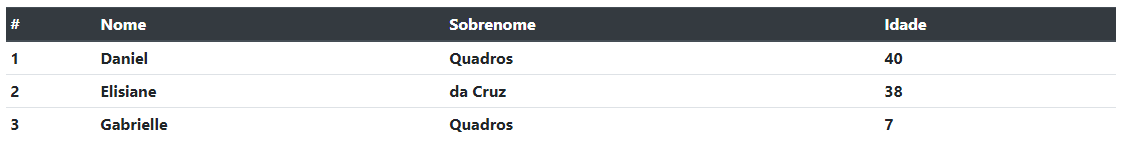 # Nome Sobrenome Idade
1 Daniel Quadros 40
2 Elisiane da Cruz 38
3 Gabrielle Quadros 7